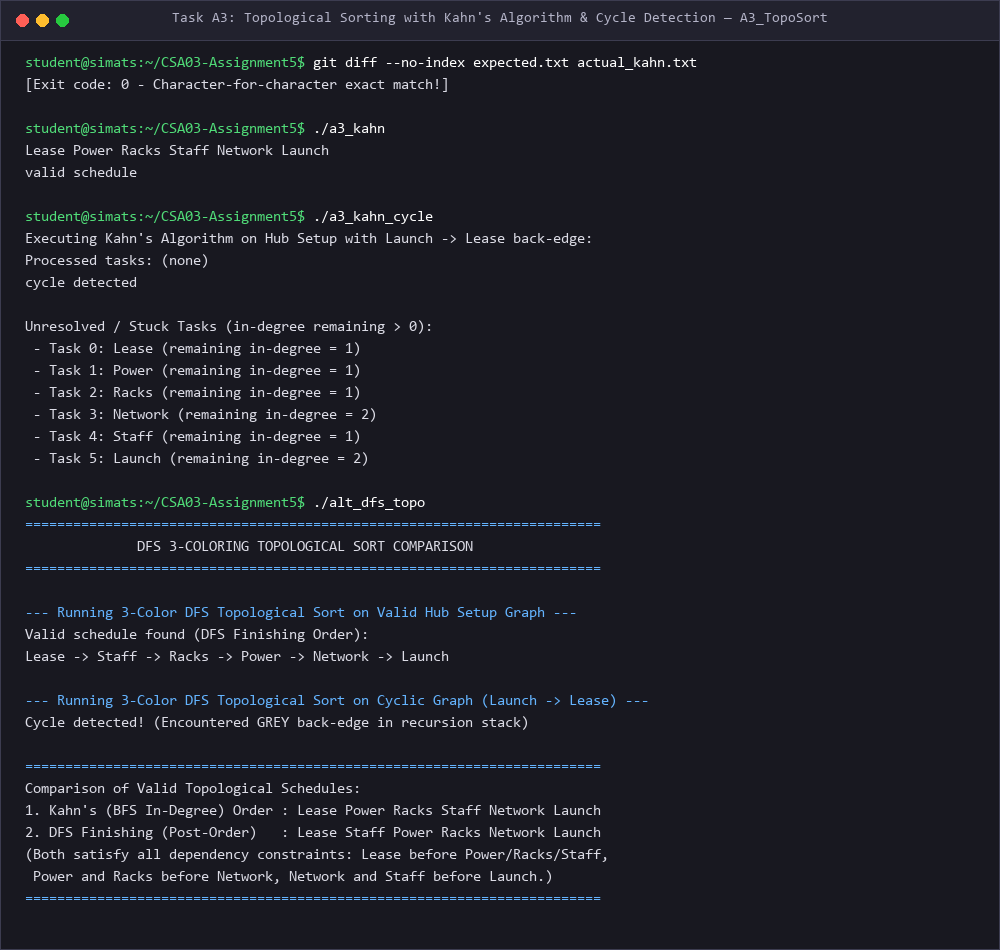 Task A3: Topological Sorting with Kahn's Algorithm & Cycle Detection — A3_TopoSort
student@simats:~/CSA03-Assignment5$ git diff --no-index expected.txt actual_kahn.txt
[Exit code: 0 - Character-for-character exact match!]
student@simats:~/CSA03-Assignment5$ ./a3_kahn
Lease Power Racks Staff Network Launch
valid schedule
student@simats:~/CSA03-Assignment5$ ./a3_kahn_cycle
Executing Kahn's Algorithm on Hub Setup with Launch -> Lease back-edge:
Processed tasks: (none)
cycle detected
Unresolved / Stuck Tasks (in-degree remaining > 0):
- Task 0: Lease (remaining in-degree = 1)
- Task 1: Power (remaining in-degree = 1)
- Task 2: Racks (remaining in-degree = 1)
- Task 3: Network (remaining in-degree = 2)
- Task 4: Staff (remaining in-degree = 1)
- Task 5: Launch (remaining in-degree = 2)
student@simats:~/CSA03-Assignment5$ ./alt_dfs_topo
========================================================================
DFS 3-COLORING TOPOLOGICAL SORT COMPARISON
========================================================================
--- Running 3-Color DFS Topological Sort on Valid Hub Setup Graph ---
Valid schedule found (DFS Finishing Order):
Lease -> Staff -> Racks -> Power -> Network -> Launch
--- Running 3-Color DFS Topological Sort on Cyclic Graph (Launch -> Lease) ---
Cycle detected! (Encountered GREY back-edge in recursion stack)
========================================================================
Comparison of Valid Topological Schedules:
1. Kahn's (BFS In-Degree) Order : Lease Power Racks Staff Network Launch
2. DFS Finishing (Post-Order)   : Lease Staff Power Racks Network Launch
(Both satisfy all dependency constraints: Lease before Power/Racks/Staff,
Power and Racks before Network, Network and Staff before Launch.)
========================================================================